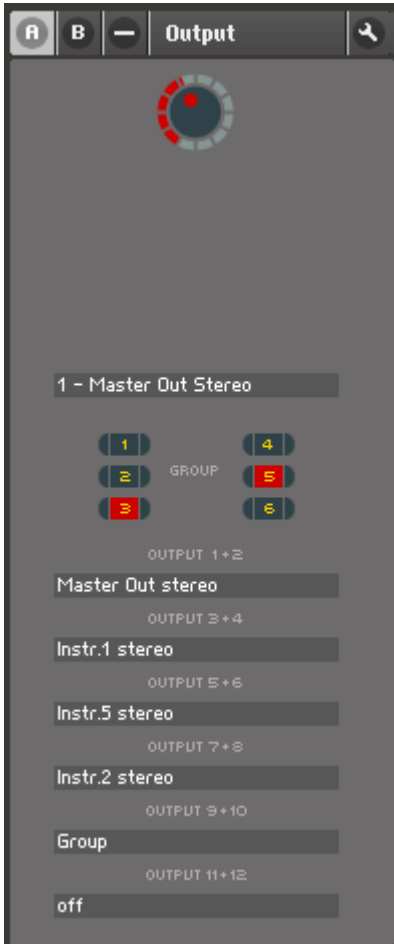 A B Output
1 - Master Out Stereo
1 4
2 GROUP 5
3 6
OUTPUT 1+2
Master Out stereo
OUTPUT 3+4
Instr.1 stereo
OUTPUT 5+6
Instr.5 stereo
OUTPUT 7+8
Instr.2 stereo
OUTPUT 9+10
Group
OUTPUT 11+12
off